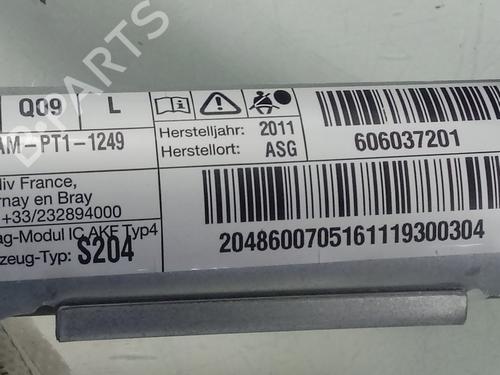 Q09 L
AM-PT1-1249
Herstelljahr: 2011
Herstellort: ASG
606037201
liv France,
rnay en Bray
+33/232894000
ag-Modul IC AKF Typ4
zeug-Typ: S204
2048600705161119300304
B-PARTS